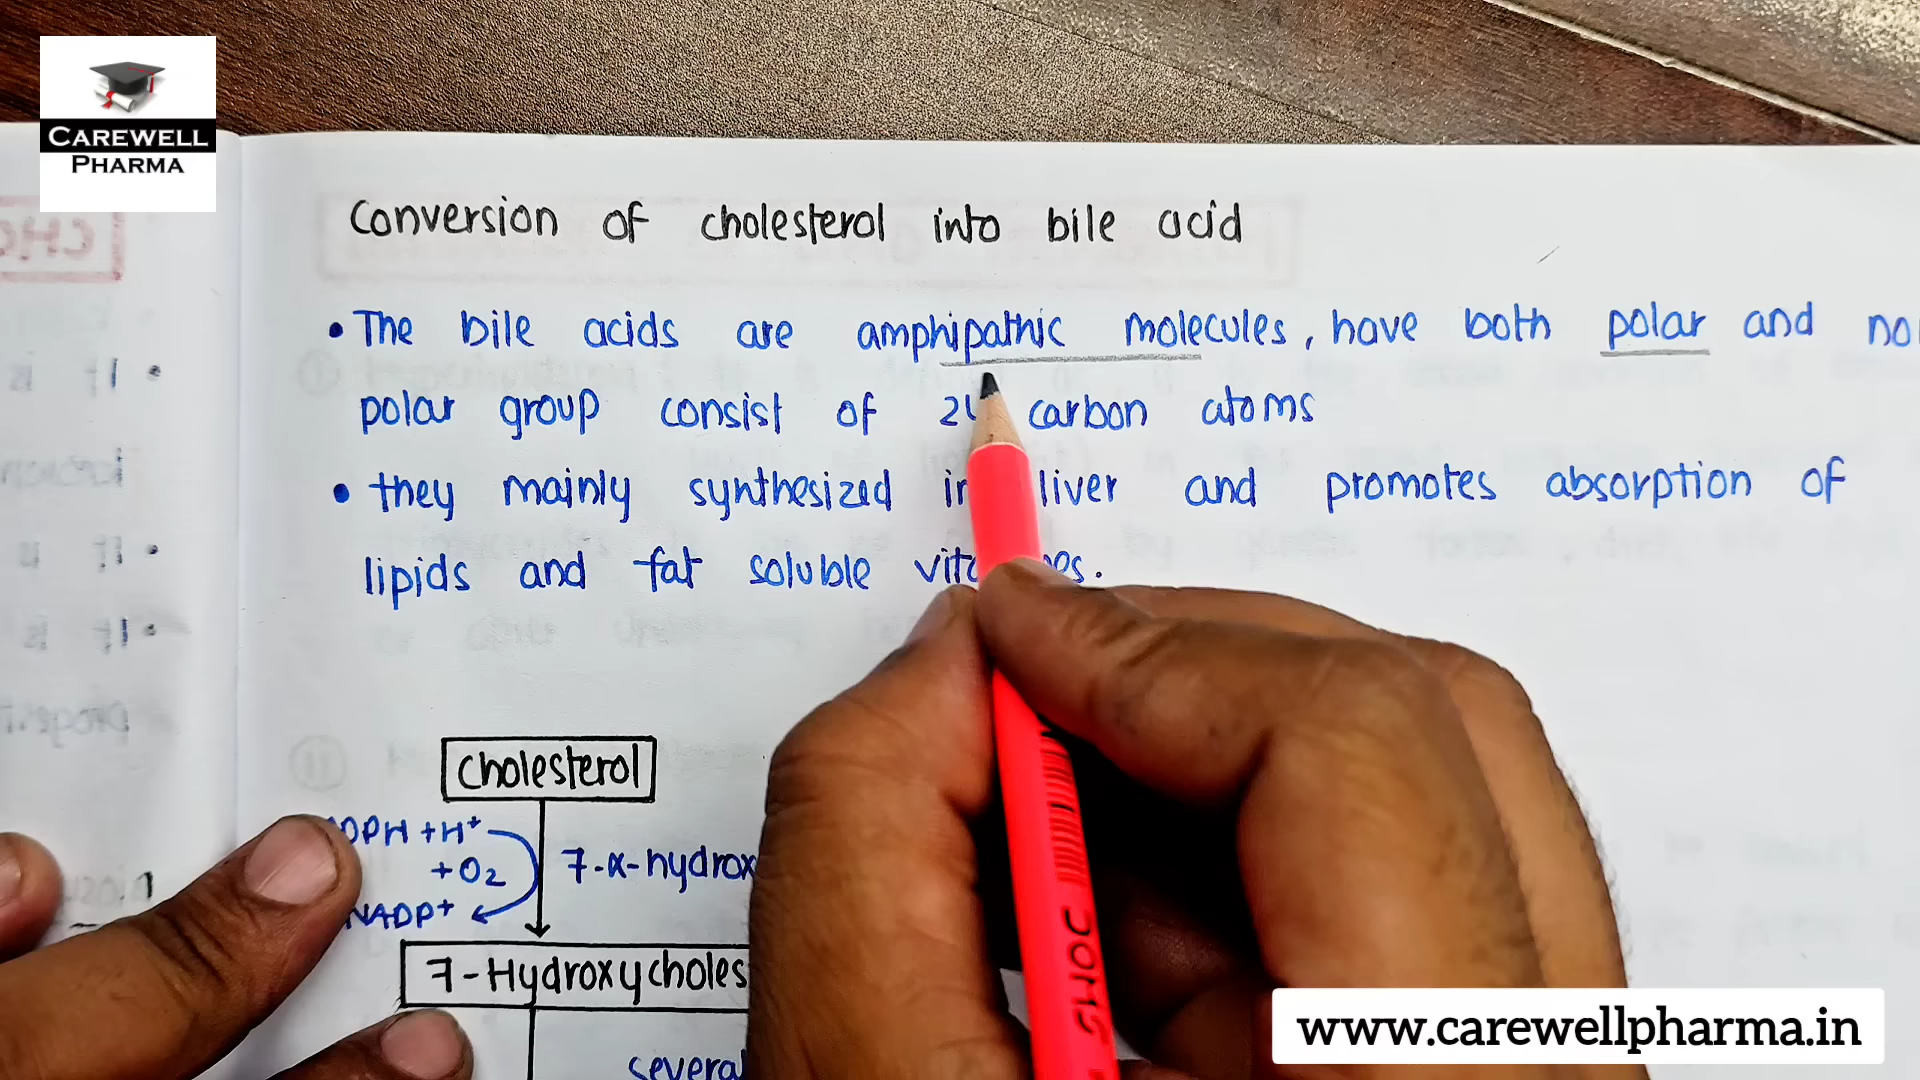 CAREWELL
PHARMA
Conversion of cholesterol into bile acid
• The bile acids are amphipathic molecules, have both polar and
polar group consist of carbon atoms
• they mainly synthesized liver and promotes absorption of
lipids and fat soluble
Cholesterol
+H+
+O2
NADP+
7-α-hydrox
7-Hydroxycholes
several
SHOC
www.carewellpharma.in